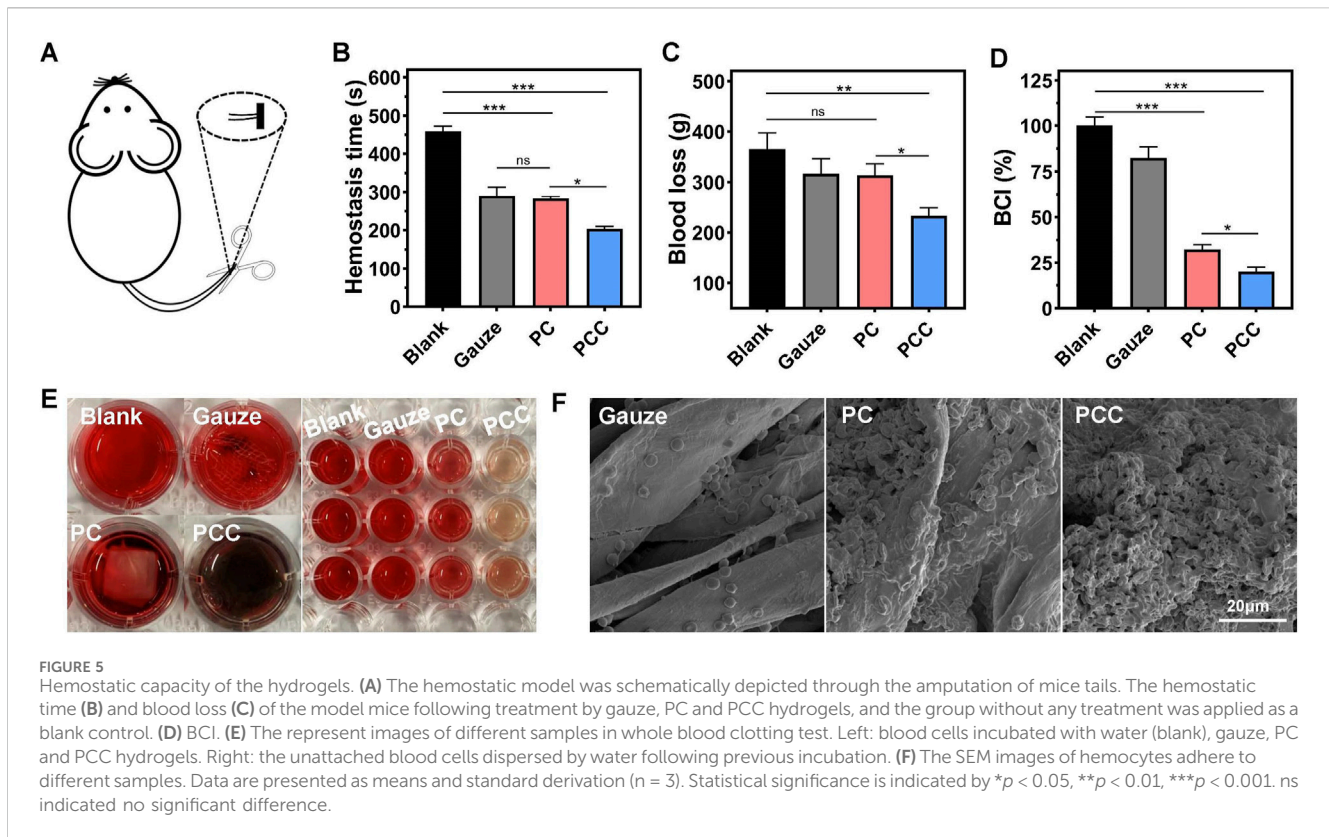 A
B
Hemostasis time (s)
600
500
400
300
200
100
0
***
***
ns
*
Blank
Gauze
PC
PCC
C
Blood loss (g)
500
400
300
200
100
**
ns
*
Blank
Gauze
PC
PCC
D
BCI (%)
125
100
75
50
25
0
***
***
*
Blank
Gauze
PC
PCC
E
Blank
Gauze
PC
PCC
Blank
Gauze
PC
PCC
F
Gauze
PC
PCC
20μm
FIGURE 5
Hemostatic capacity of the hydrogels. (A) The hemostatic model was schematically depicted through the amputation of mice tails. The hemostatic
time (B) and blood loss (C) of the model mice following treatment by gauze, PC and PCC hydrogels, and the group without any treatment was applied as a
blank control. (D) BCI. (E) The represent images of different samples in whole blood clotting test. Left: blood cells incubated with water (blank), gauze, PC
and PCC hydrogels. Right: the unattached blood cells dispersed by water following previous incubation. (F) The SEM images of hemocytes adhere to
different samples. Data are presented as means and standard derivation (n = 3). Statistical significance is indicated by *p < 0.05, **p < 0.01, ***p < 0.001. ns
indicated no significant difference.